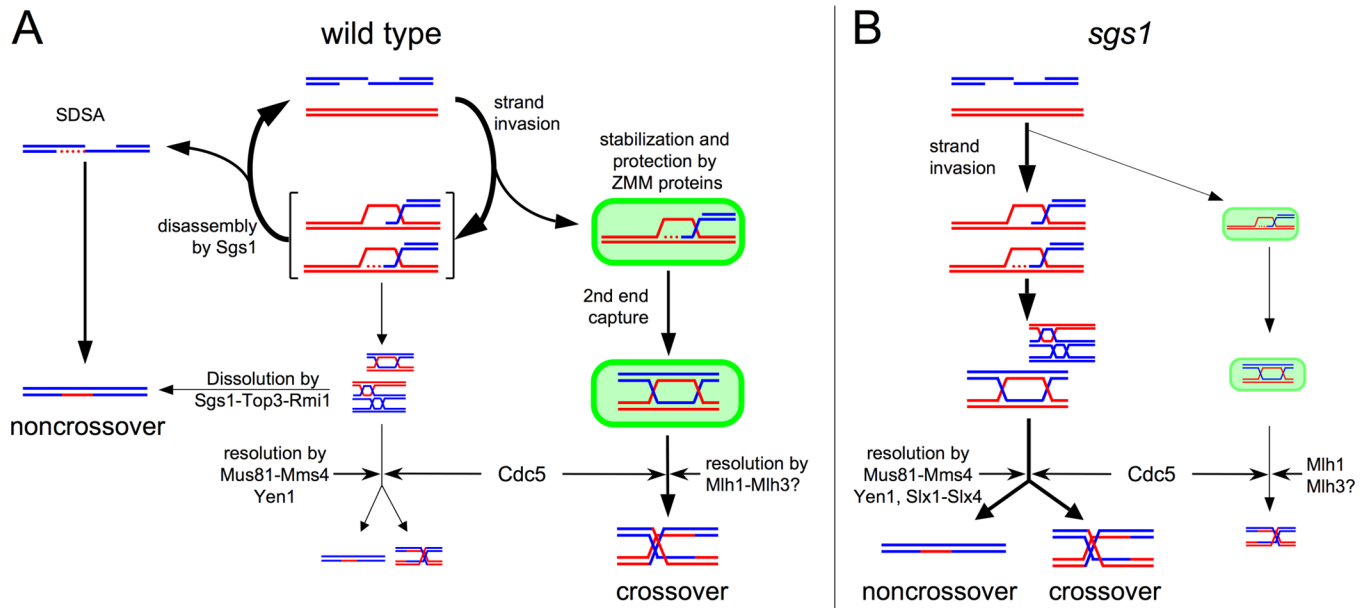 A
wild type
SDSA
strand
invasion
stabilization and
protection by
ZMM proteins
disassembly
by Sgs1
2nd end
capture
Dissolution by
Sgs1-Top3-Rmi1
noncrossover
resolution by
Mus81-Mms4
Yen1
Cdc5
resolution by
Mlh1-Mlh3?
crossover
B
sgs1
strand
invasion
resolution by
Mus81-Mms4
Yen1, Slx1-Slx4
Cdc5
Mlh1
Mlh3?
noncrossover
crossover